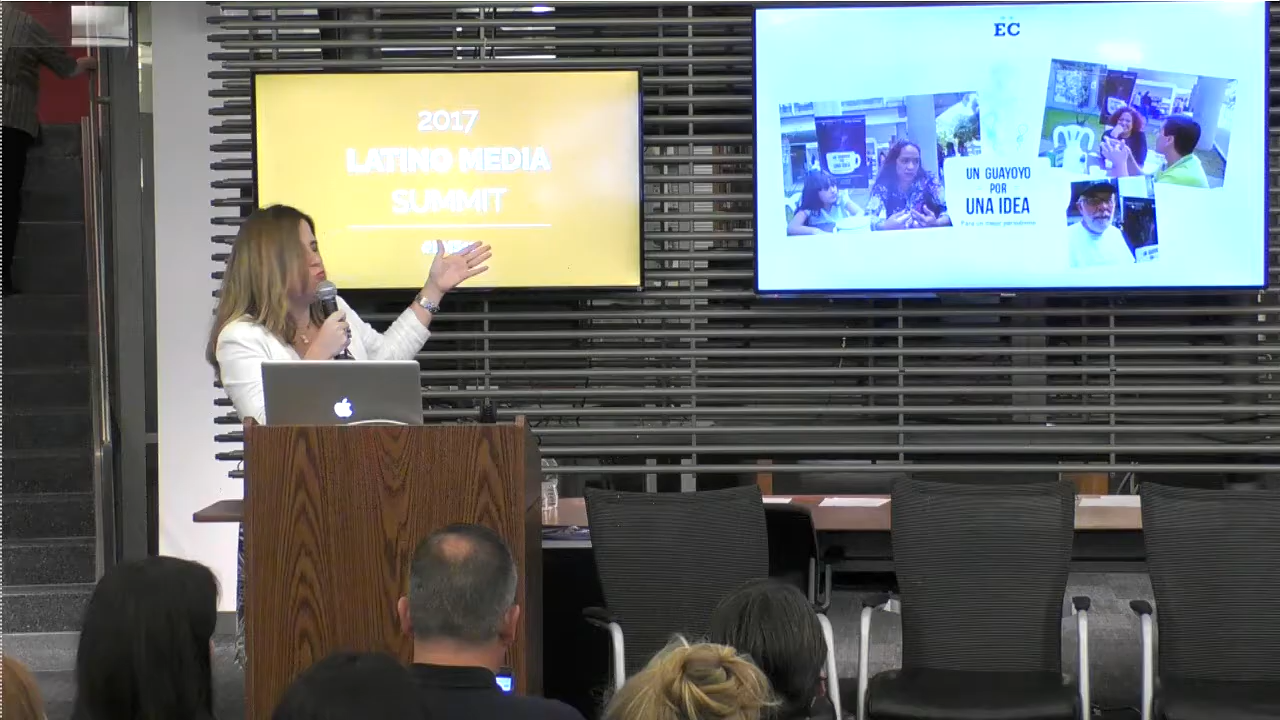 2017
LATINO MEDIA
SUMMIT
EC
UN GUAYOYO
POR
UNA IDEA